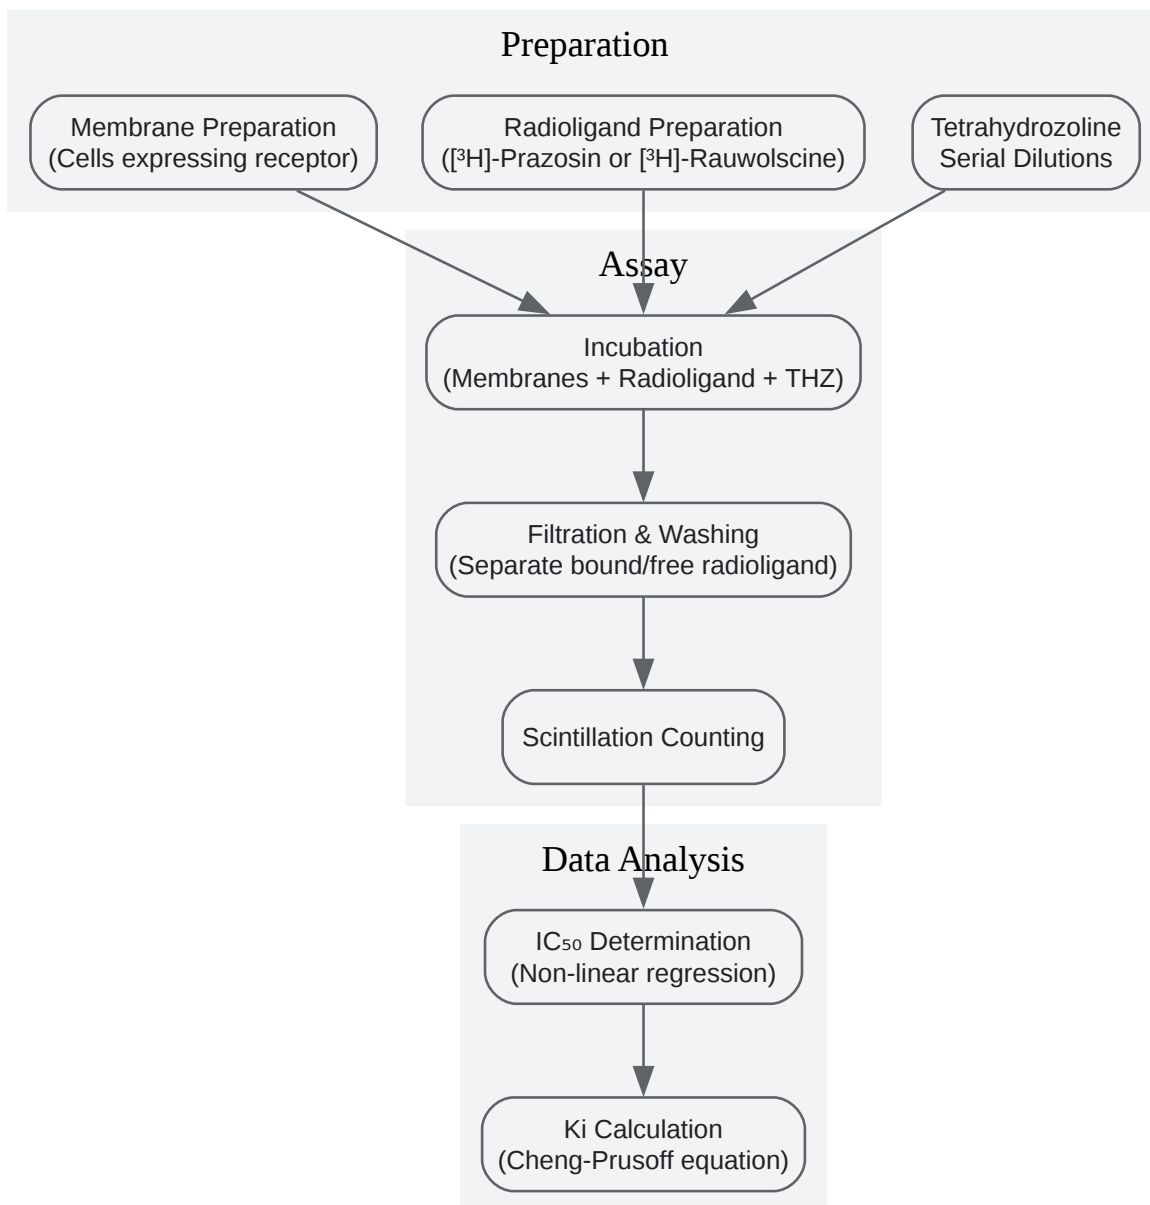 Preparation
Membrane Preparation
(Cells expressing receptor)
Radioligand Preparation
([³H]-Prazosin or [³H]-Rauwolscine)
Tetrahydrozoline
Serial Dilutions
Assay
Incubation
(Membranes + Radioligand + THZ)
Filtration & Washing
(Separate bound/free radioligand)
Scintillation Counting
Data Analysis
IC₅₀ Determination
(Non-linear regression)
Ki Calculation
(Cheng-Prusoff equation)